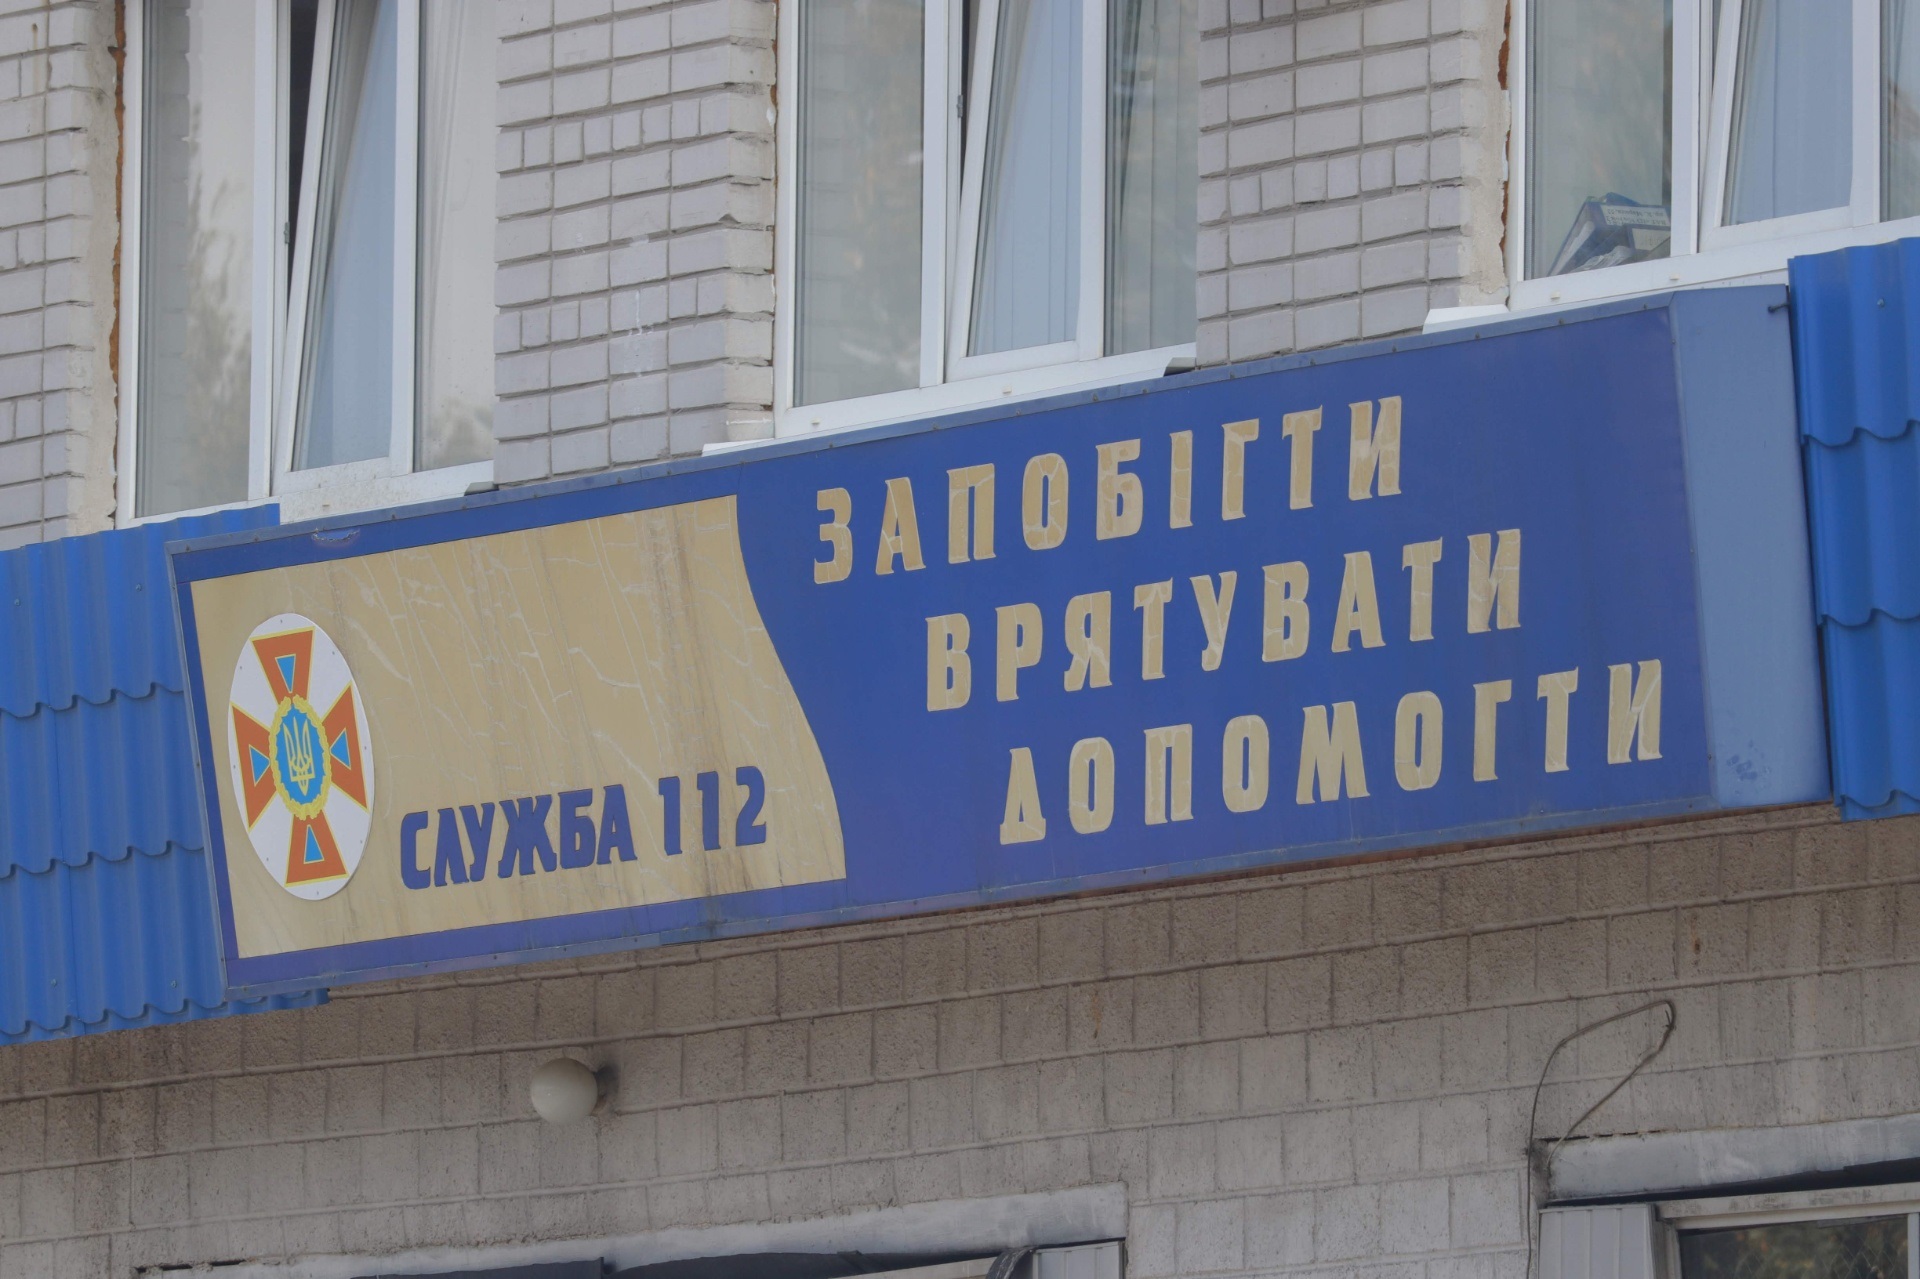 ЗАПОБІГТИ
ВРЯТУВАТИ
ДОПОМОГТИ
СЛУЖБА 112